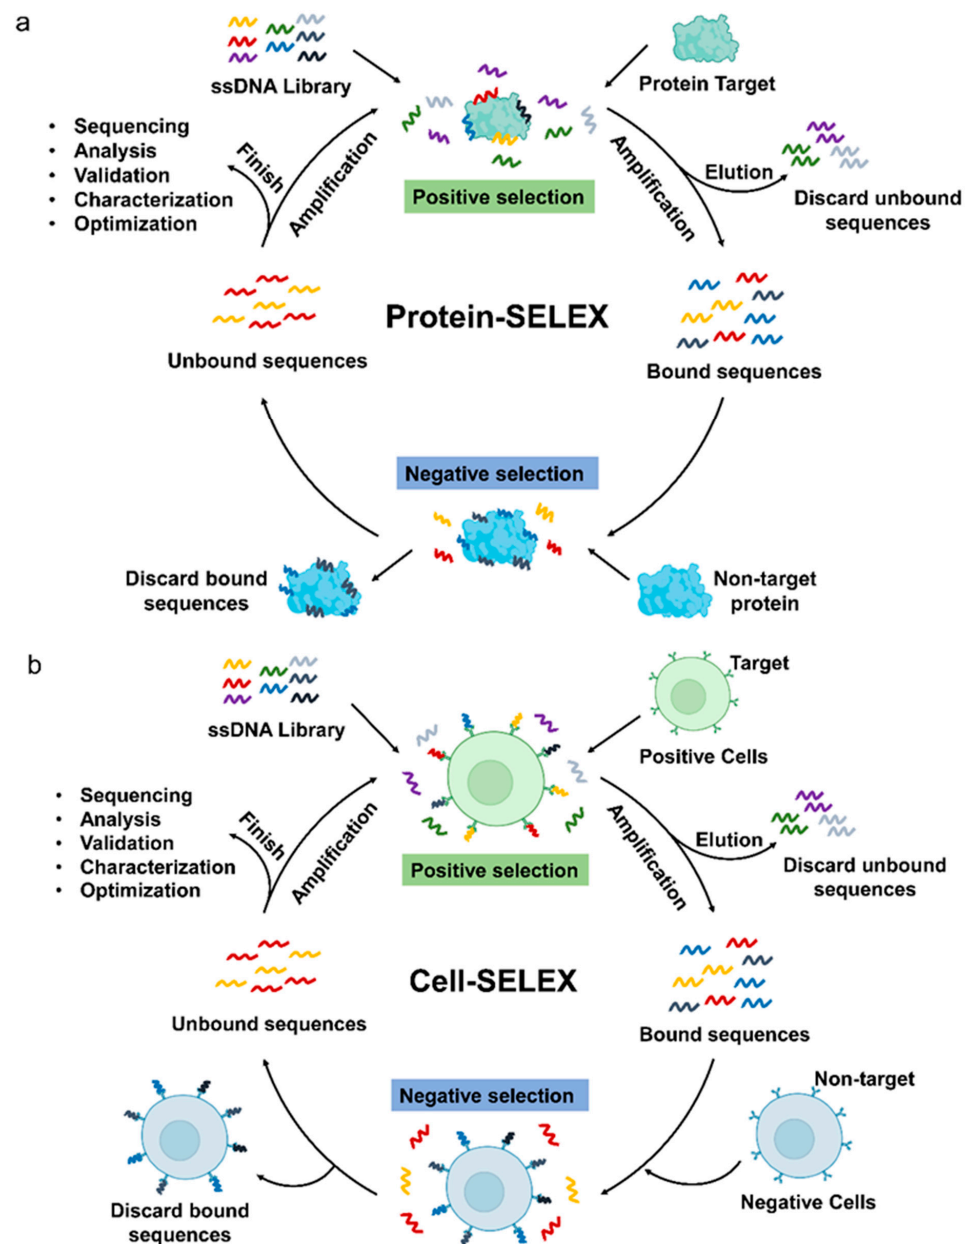 a
ssDNA Library
Protein Target
• Sequencing
• Analysis
• Validation
• Characterization
• Optimization
Finish
Amplification
Positive selection
Amplification
Elution
Discard unbound
sequences
Unbound sequences
Protein-SELEX
Bound sequences
Negative selection
Discard bound
sequences
Non-target
protein
b
ssDNA Library
Target
Positive Cells
• Sequencing
• Analysis
• Validation
• Characterization
• Optimization
Finish
Amplification
Positive selection
Amplification
Elution
Discard unbound
sequences
Unbound sequences
Cell-SELEX
Bound sequences
Negative selection
Non-target
Negative Cells
Discard bound
sequences